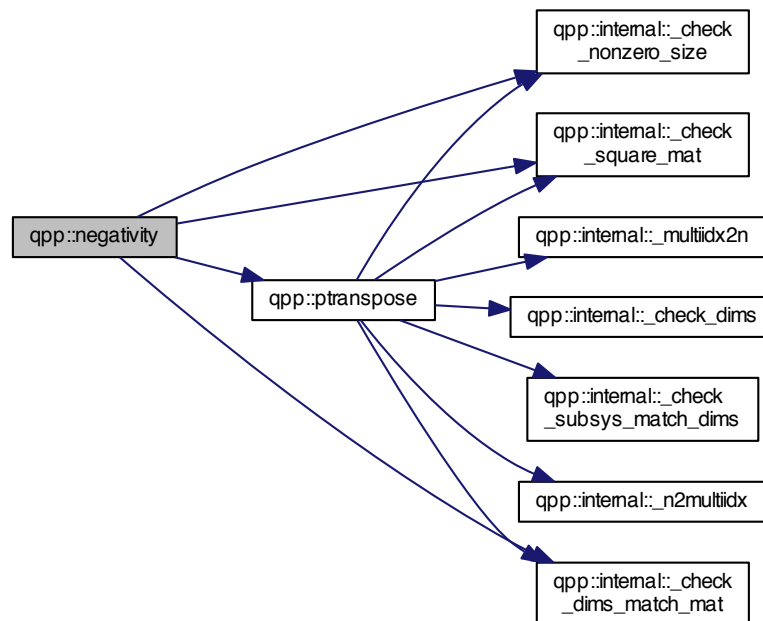 qpp::internal::_check
_nonzero_size
qpp::internal::_check
_square_mat
qpp::negativity
qpp::internal::_multiidx2n
qpp::ptranspose
qpp::internal::_check_dims
qpp::internal::_check
_subsys_match_dims
qpp::internal::_n2multiidx
qpp::internal::_check
_dims_match_mat